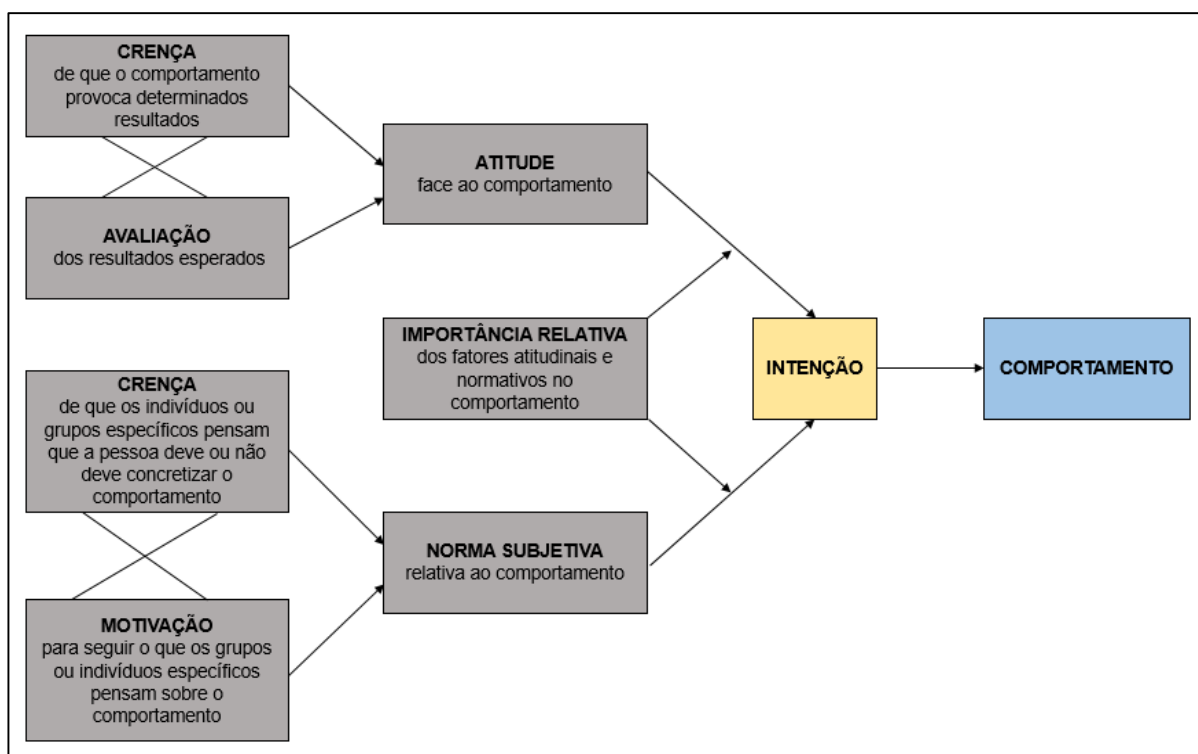 CRENÇA
de que o comportamento
provoca determinados
resultados
AVALIAÇÃO
dos resultados esperados
ATITUDE
face ao comportamento
IMPORTÂNCIA RELATIVA
dos fatores atitudinais e
normativos no
comportamento
INTENÇÃO
COMPORTAMENTO
CRENÇA
de que os indivíduos ou
grupos específicos pensam
que a pessoa deve ou não
deve concretizar o
comportamento
NORMA SUBJETIVA
relativa ao comportamento
MOTIVAÇÃO
para seguir o que os grupos
ou indivíduos específicos
pensam sobre o
comportamento